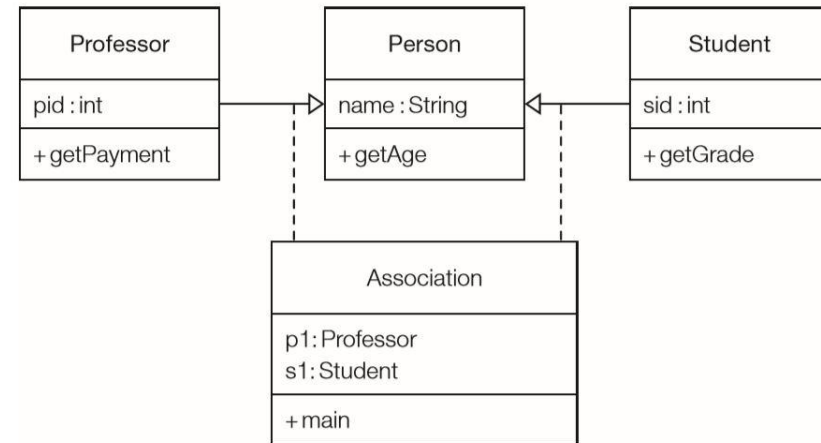 Professor
pid : int
+ getPayment
Person
name : String
+ getAge
Student
sid : int
+ getGrade
Association
p1: Professor
s1: Student
+ main